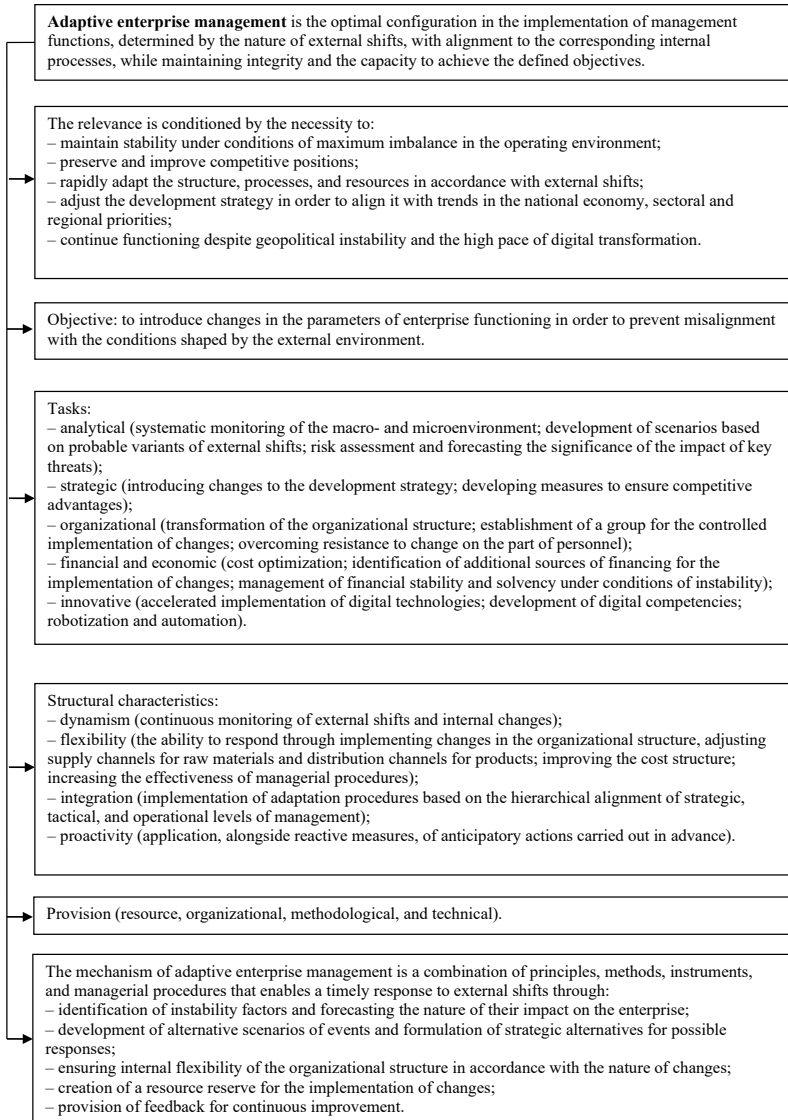 Adaptive enterprise management is the optimal configuration in the implementation of management
functions, determined by the nature of external shifts, with alignment to the corresponding internal
processes, while maintaining integrity and the capacity to achieve the defined objectives.
The relevance is conditioned by the necessity to:
– maintain stability under conditions of maximum imbalance in the operating environment;
– preserve and improve competitive positions;
– rapidly adapt the structure, processes, and resources in accordance with external shifts;
– adjust the development strategy in order to align it with trends in the national economy, sectoral and
regional priorities;
– continue functioning despite geopolitical instability and the high pace of digital transformation.
Objective: to introduce changes in the parameters of enterprise functioning in order to prevent misalignment
with the conditions shaped by the external environment.
Tasks:
– analytical (systematic monitoring of the macro- and microenvironment; development of scenarios based
on probable variants of external shifts; risk assessment and forecasting the significance of the impact of key
threats);
– strategic (introducing changes to the development strategy; developing measures to ensure competitive
advantages);
– organizational (transformation of the organizational structure; establishment of a group for the controlled
implementation of changes; overcoming resistance to change on the part of personnel);
– financial and economic (cost optimization; identification of additional sources of financing for the
implementation of changes; management of financial stability and solvency under conditions of instability);
– innovative (accelerated implementation of digital technologies; development of digital competencies;
robotization and automation).
Structural characteristics:
– dynamism (continuous monitoring of external shifts and internal changes);
– flexibility (the ability to respond through implementing changes in the organizational structure, adjusting
supply channels for raw materials and distribution channels for products; improving the cost structure;
increasing the effectiveness of managerial procedures);
– integration (implementation of adaptation procedures based on the hierarchical alignment of strategic,
tactical, and operational levels of management);
– proactivity (application, alongside reactive measures, of anticipatory actions carried out in advance).
Provision (resource, organizational, methodological, and technical).
The mechanism of adaptive enterprise management is a combination of principles, methods, instruments,
and managerial procedures that enables a timely response to external shifts through:
– identification of instability factors and forecasting the nature of their impact on the enterprise;
– development of alternative scenarios of events and formulation of strategic alternatives for possible
responses;
– ensuring internal flexibility of the organizational structure in accordance with the nature of changes;
– creation of a resource reserve for the implementation of changes;
– provision of feedback for continuous improvement.